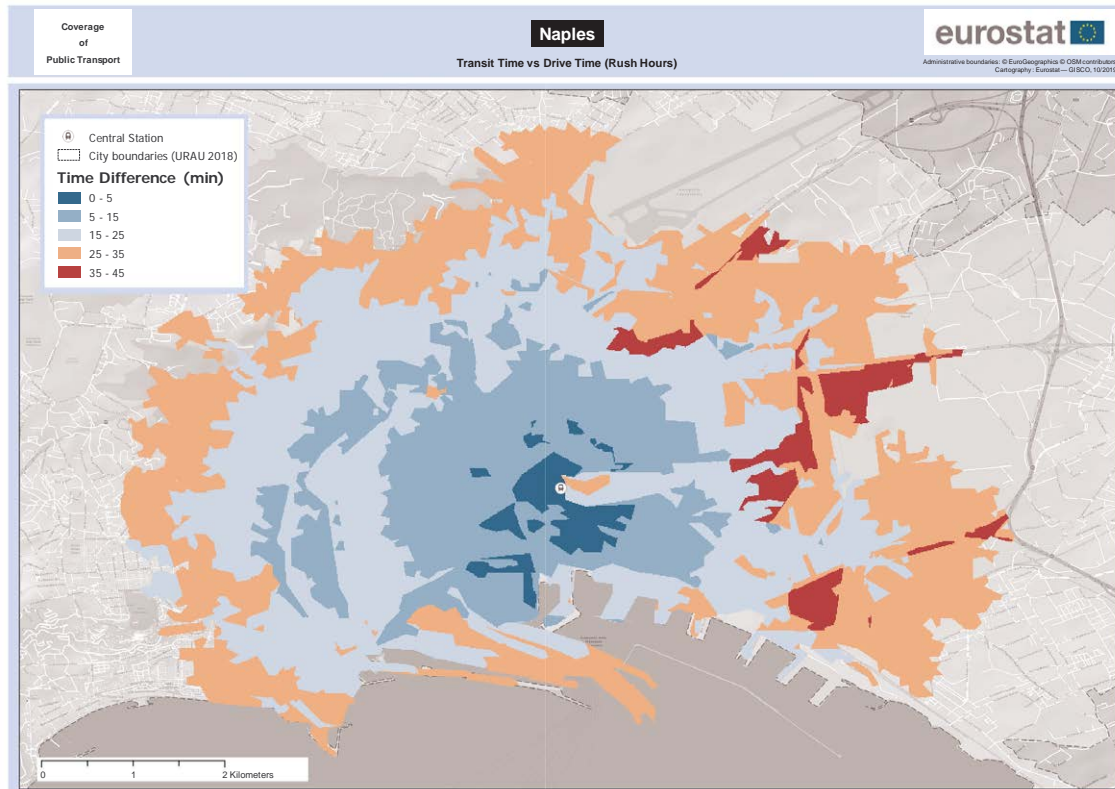 Coverage
of
Public Transport
Naples
Transit Time vs Drive Time (Rush Hours)
eurostat
Administrative boundaries: © EuroGeographics © OSM contributors
Cartography : Eurostat — GISCO, 10/2019
Central Station
City boundaries (URAU 2018)
Time Difference (min)
0 - 5
5 - 15
15 - 25
25 - 35
35 - 45
0 1 2 Kilometers